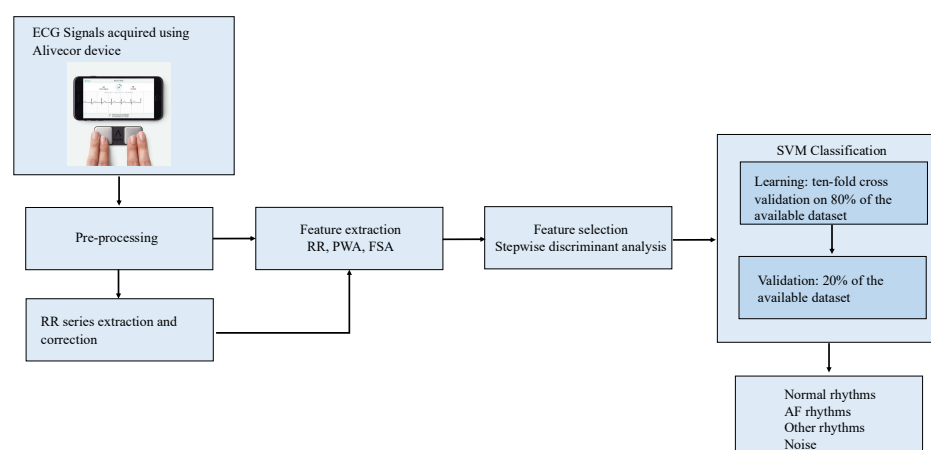 ECG Signals acquired using
Alivecor device
Pre-processing
RR series extraction and
correction
Feature extraction
RR, PWA, FSA
Feature selection
Stepwise discriminant analysis
SVM Classification
Learning: ten-fold cross
validation on 80% of the
available dataset
Validation: 20% of the
available dataset
Normal rhythms
AF rhythms
Other rhythms
Noise